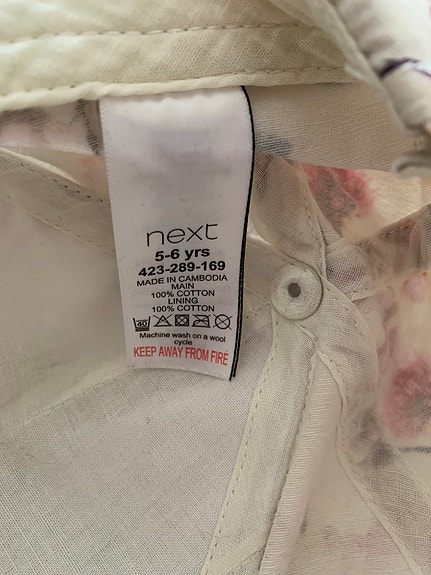 next
5-6 yrs
423-289-169
MADE IN CAMBODIA
MAIN
100% COTTON
LINING
100% COTTON
40
Machine wash on a wool
cycle
KEEP AWAY FROM FIRE